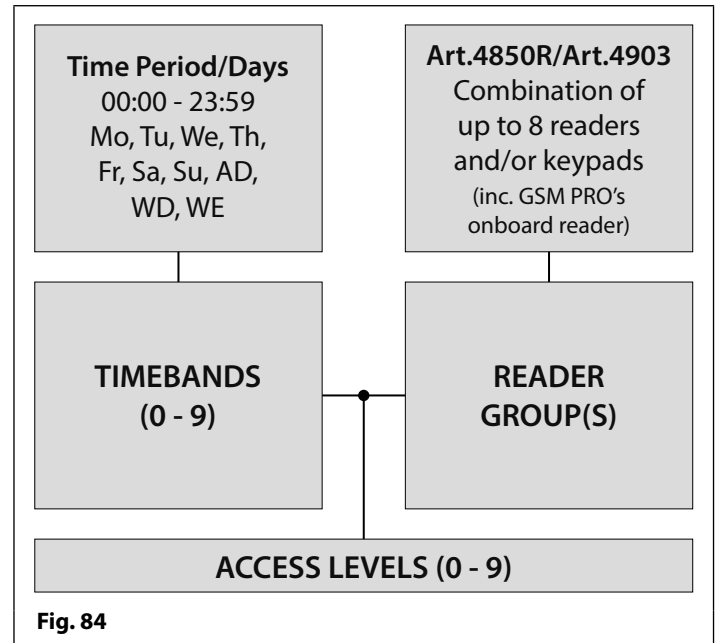 Time Period/Days
00:00 - 23:59
Mo, Tu, We, Th,
Fr, Sa, Su, AD,
WD, WE
Art.4850R/Art.4903
Combination of
up to 8 readers
and/or keypads
(inc. GSM PRO's
onboard reader)
TIMEBANDS
(0 - 9)
READER
GROUP(S)
ACCESS LEVELS (0 - 9)
Fig. 84